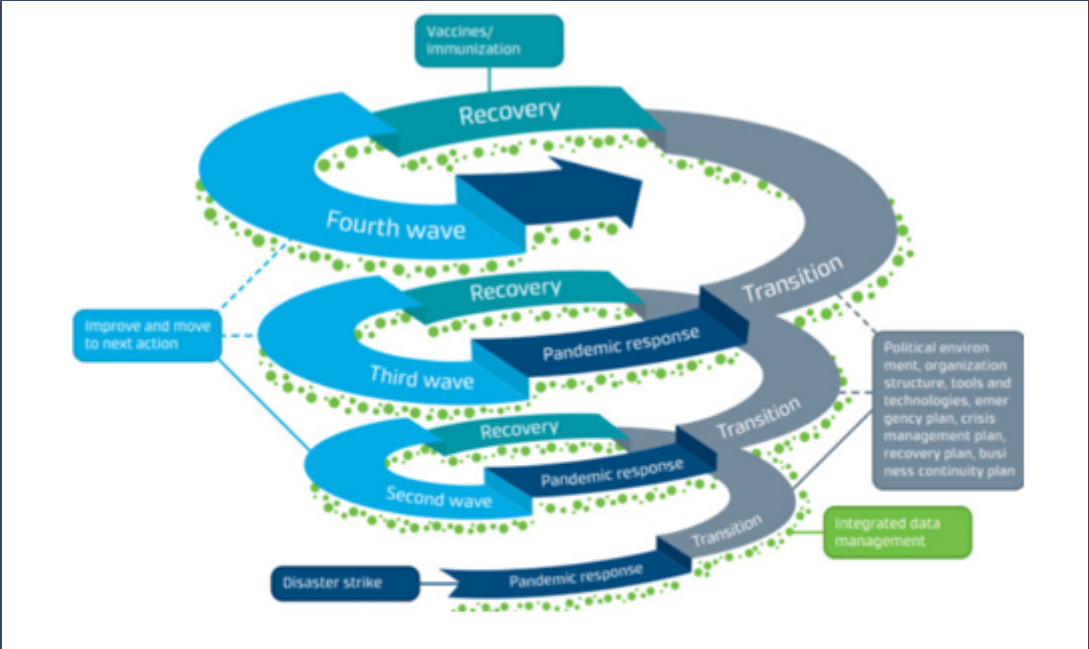 Vaccines/
immunization
Recovery
Fourth wave
Transition
Recovery
Improve and move
to next action
Pandemic response
Third wave
Political environ
ment, organization
structure, tools and
technologies, emer
gency plan, crisis
management plan,
recovery plan, busi
ness continuity plan
Transition
Recovery
Pandemic response
Second wave
Integrated data
management
Transition
Disaster strike
Pandemic response